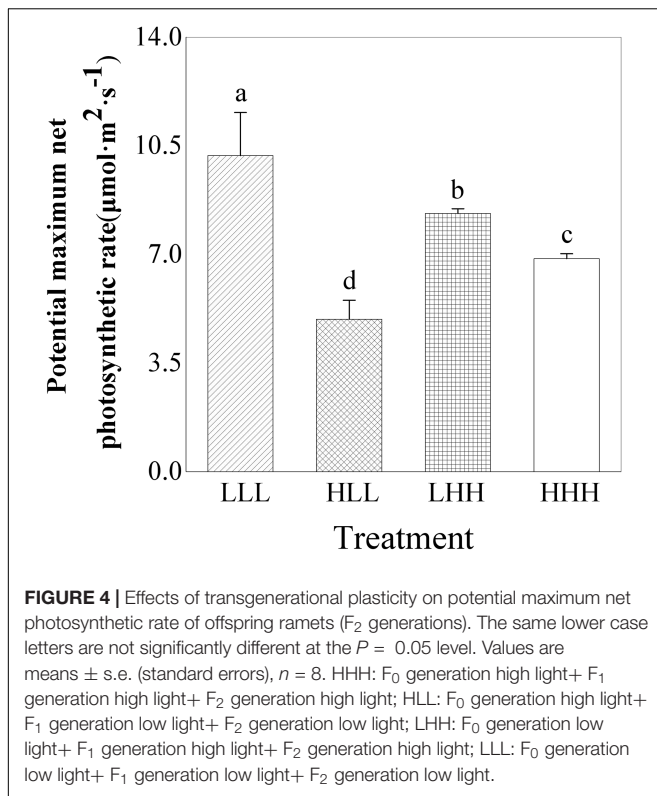 14.0
10.5
7.0
3.5
0.0
Potential maximum net
photosynthetic rate(μmol·m²·s⁻¹)
a
d
b
c
LLL HLL LHH HHH
Treatment
FIGURE 4 | Effects of transgenerational plasticity on potential maximum net
photosynthetic rate of offspring ramets (F₂ generations). The same lower case
letters are not significantly different at the P = 0.05 level. Values are
means ± s.e. (standard errors), n = 8. HHH: F₀ generation high light+ F₁
generation high light+ F₂ generation high light; HLL: F₀ generation high light+
F₁ generation low light+ F₂ generation low light; LHH: F₀ generation low
light+ F₁ generation high light+ F₂ generation high light; LLL: F₀ generation
low light+ F₁ generation low light+ F₂ generation low light.